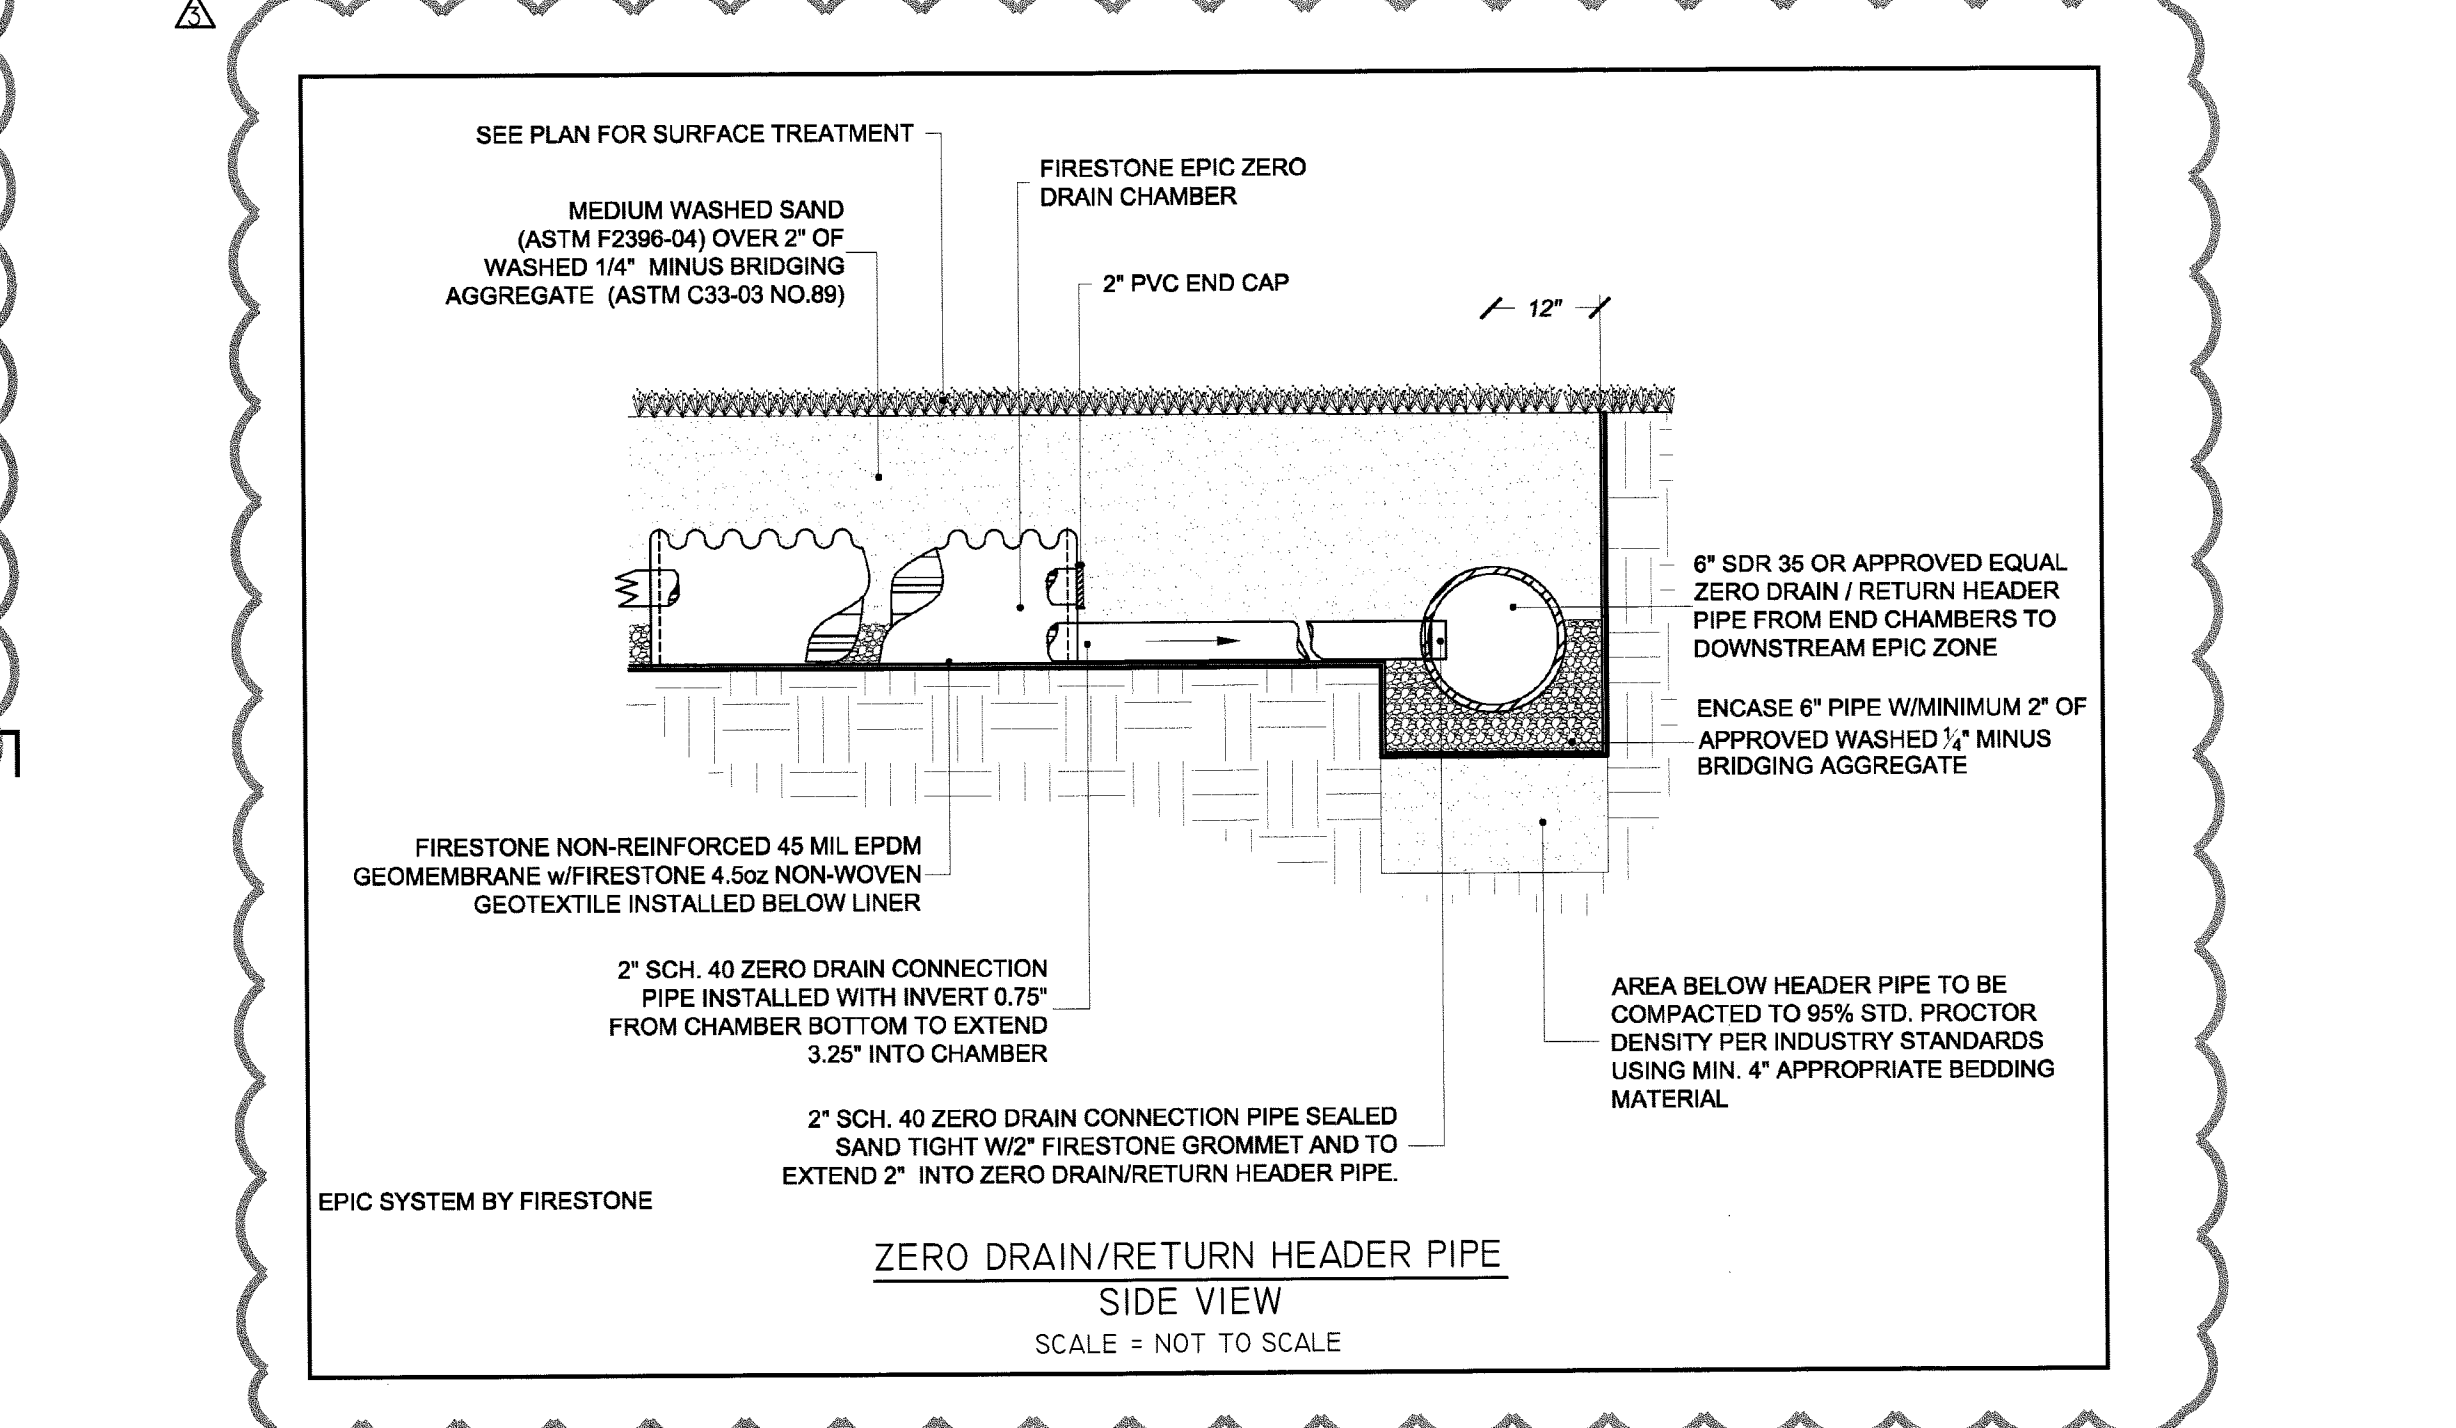 3
SEE PLAN FOR SURFACE TREATMENT
FIRESTONE EPIC ZERO
DRAIN CHAMBER
MEDIUM WASHED SAND
(ASTM F2396-04) OVER 2" OF
WASHED 1/4" MINUS BRIDGING
AGGREGATE (ASTM C33-03 NO.89)
2" PVC END CAP
12"
6" SDR 35 OR APPROVED EQUAL
ZERO DRAIN / RETURN HEADER
PIPE FROM END CHAMBERS TO
DOWNSTREAM EPIC ZONE
ENCASE 6" PIPE W/MINIMUM 2" OF
APPROVED WASHED ¼" MINUS
BRIDGING AGGREGATE
FIRESTONE NON-REINFORCED 45 MIL EPDM
GEOMEMBRANE w/FIRESTONE 4.5oz NON-WOVEN
GEOTEXTILE INSTALLED BELOW LINER
2" SCH. 40 ZERO DRAIN CONNECTION
PIPE INSTALLED WITH INVERT 0.75"
FROM CHAMBER BOTTOM TO EXTEND
3.25" INTO CHAMBER
AREA BELOW HEADER PIPE TO BE
COMPACTED TO 95% STD. PROCTOR
DENSITY PER INDUSTRY STANDARDS
USING MIN. 4" APPROPRIATE BEDDING
MATERIAL
2" SCH. 40 ZERO DRAIN CONNECTION PIPE SEALED
SAND TIGHT W/2" FIRESTONE GROMMET AND TO
EXTEND 2" INTO ZERO DRAIN/RETURN HEADER PIPE.
EPIC SYSTEM BY FIRESTONE
ZERO DRAIN/RETURN HEADER PIPE
SIDE VIEW
SCALE = NOT TO SCALE